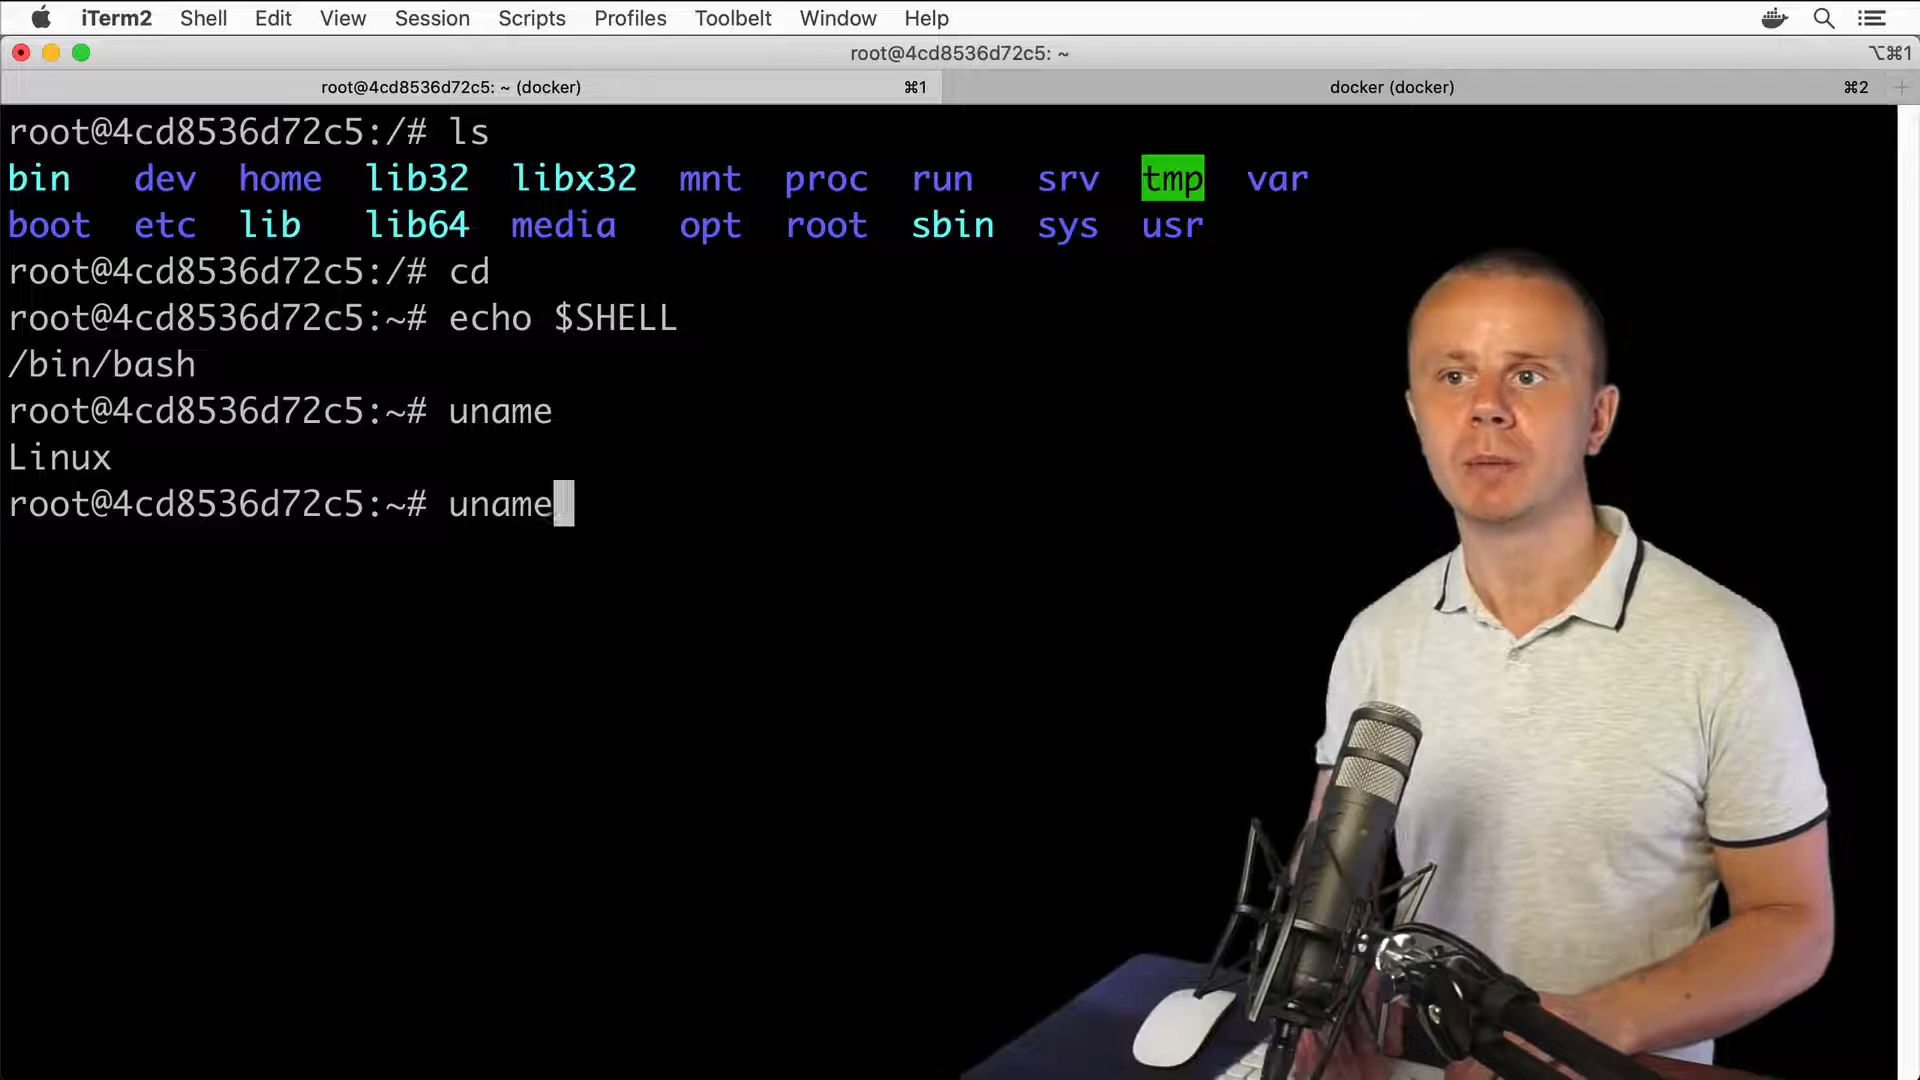 iTerm2 Shell Edit View Session Scripts Profiles Toolbelt Window Help
root@4cd8536d72c5: ~ ⌥⌘1
root@4cd8536d72c5: ~ (docker) ⌘1 docker (docker) ⌘2 +
root@4cd8536d72c5:/# ls
bin dev home lib32 libx32 mnt proc run srv tmp var
boot etc lib lib64 media opt root sbin sys usr
root@4cd8536d72c5:/# cd
root@4cd8536d72c5:~# echo $SHELL
/bin/bash
root@4cd8536d72c5:~# uname
Linux
root@4cd8536d72c5:~# uname